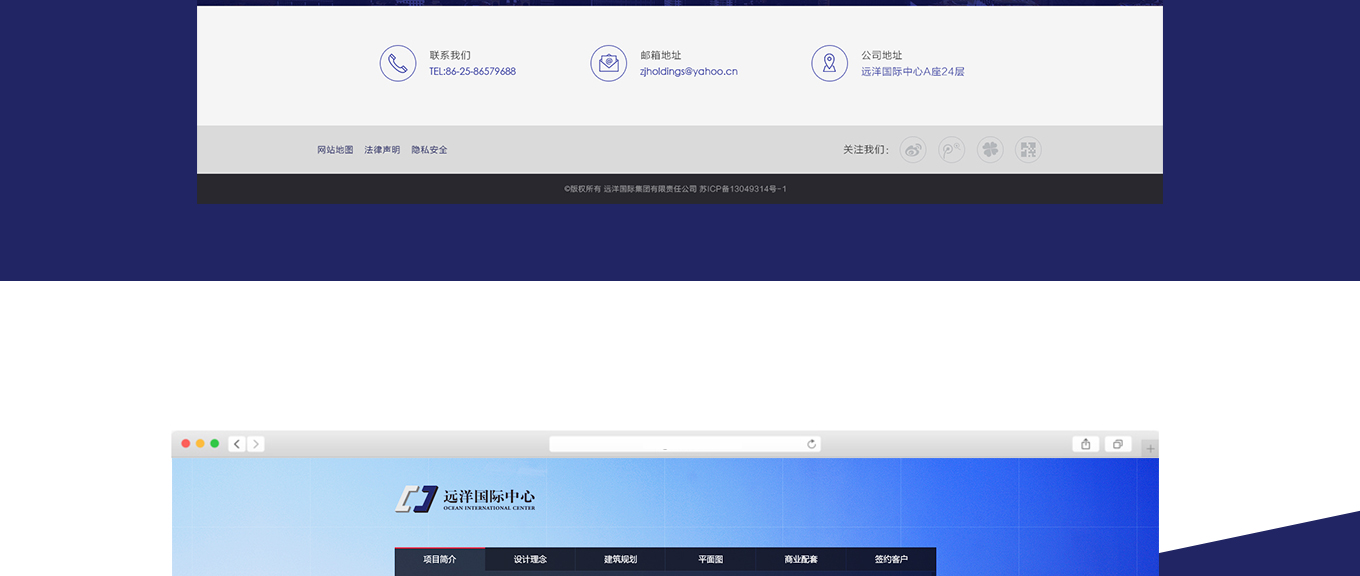 联系我们
TEL:86-25-86579688
邮箱地址
zjholdings@yahoo.cn
公司地址
远洋国际中心A座24层
网站地图 法律声明 隐私安全
关注我们：
©版权所有 远洋国际集团有限责任公司 苏ICP备13049314号-1
远洋国际中心
OCEAN INTERNATIONAL CENTER
项目简介 设计理念 建筑规划 平面图 商业配套 签约客户